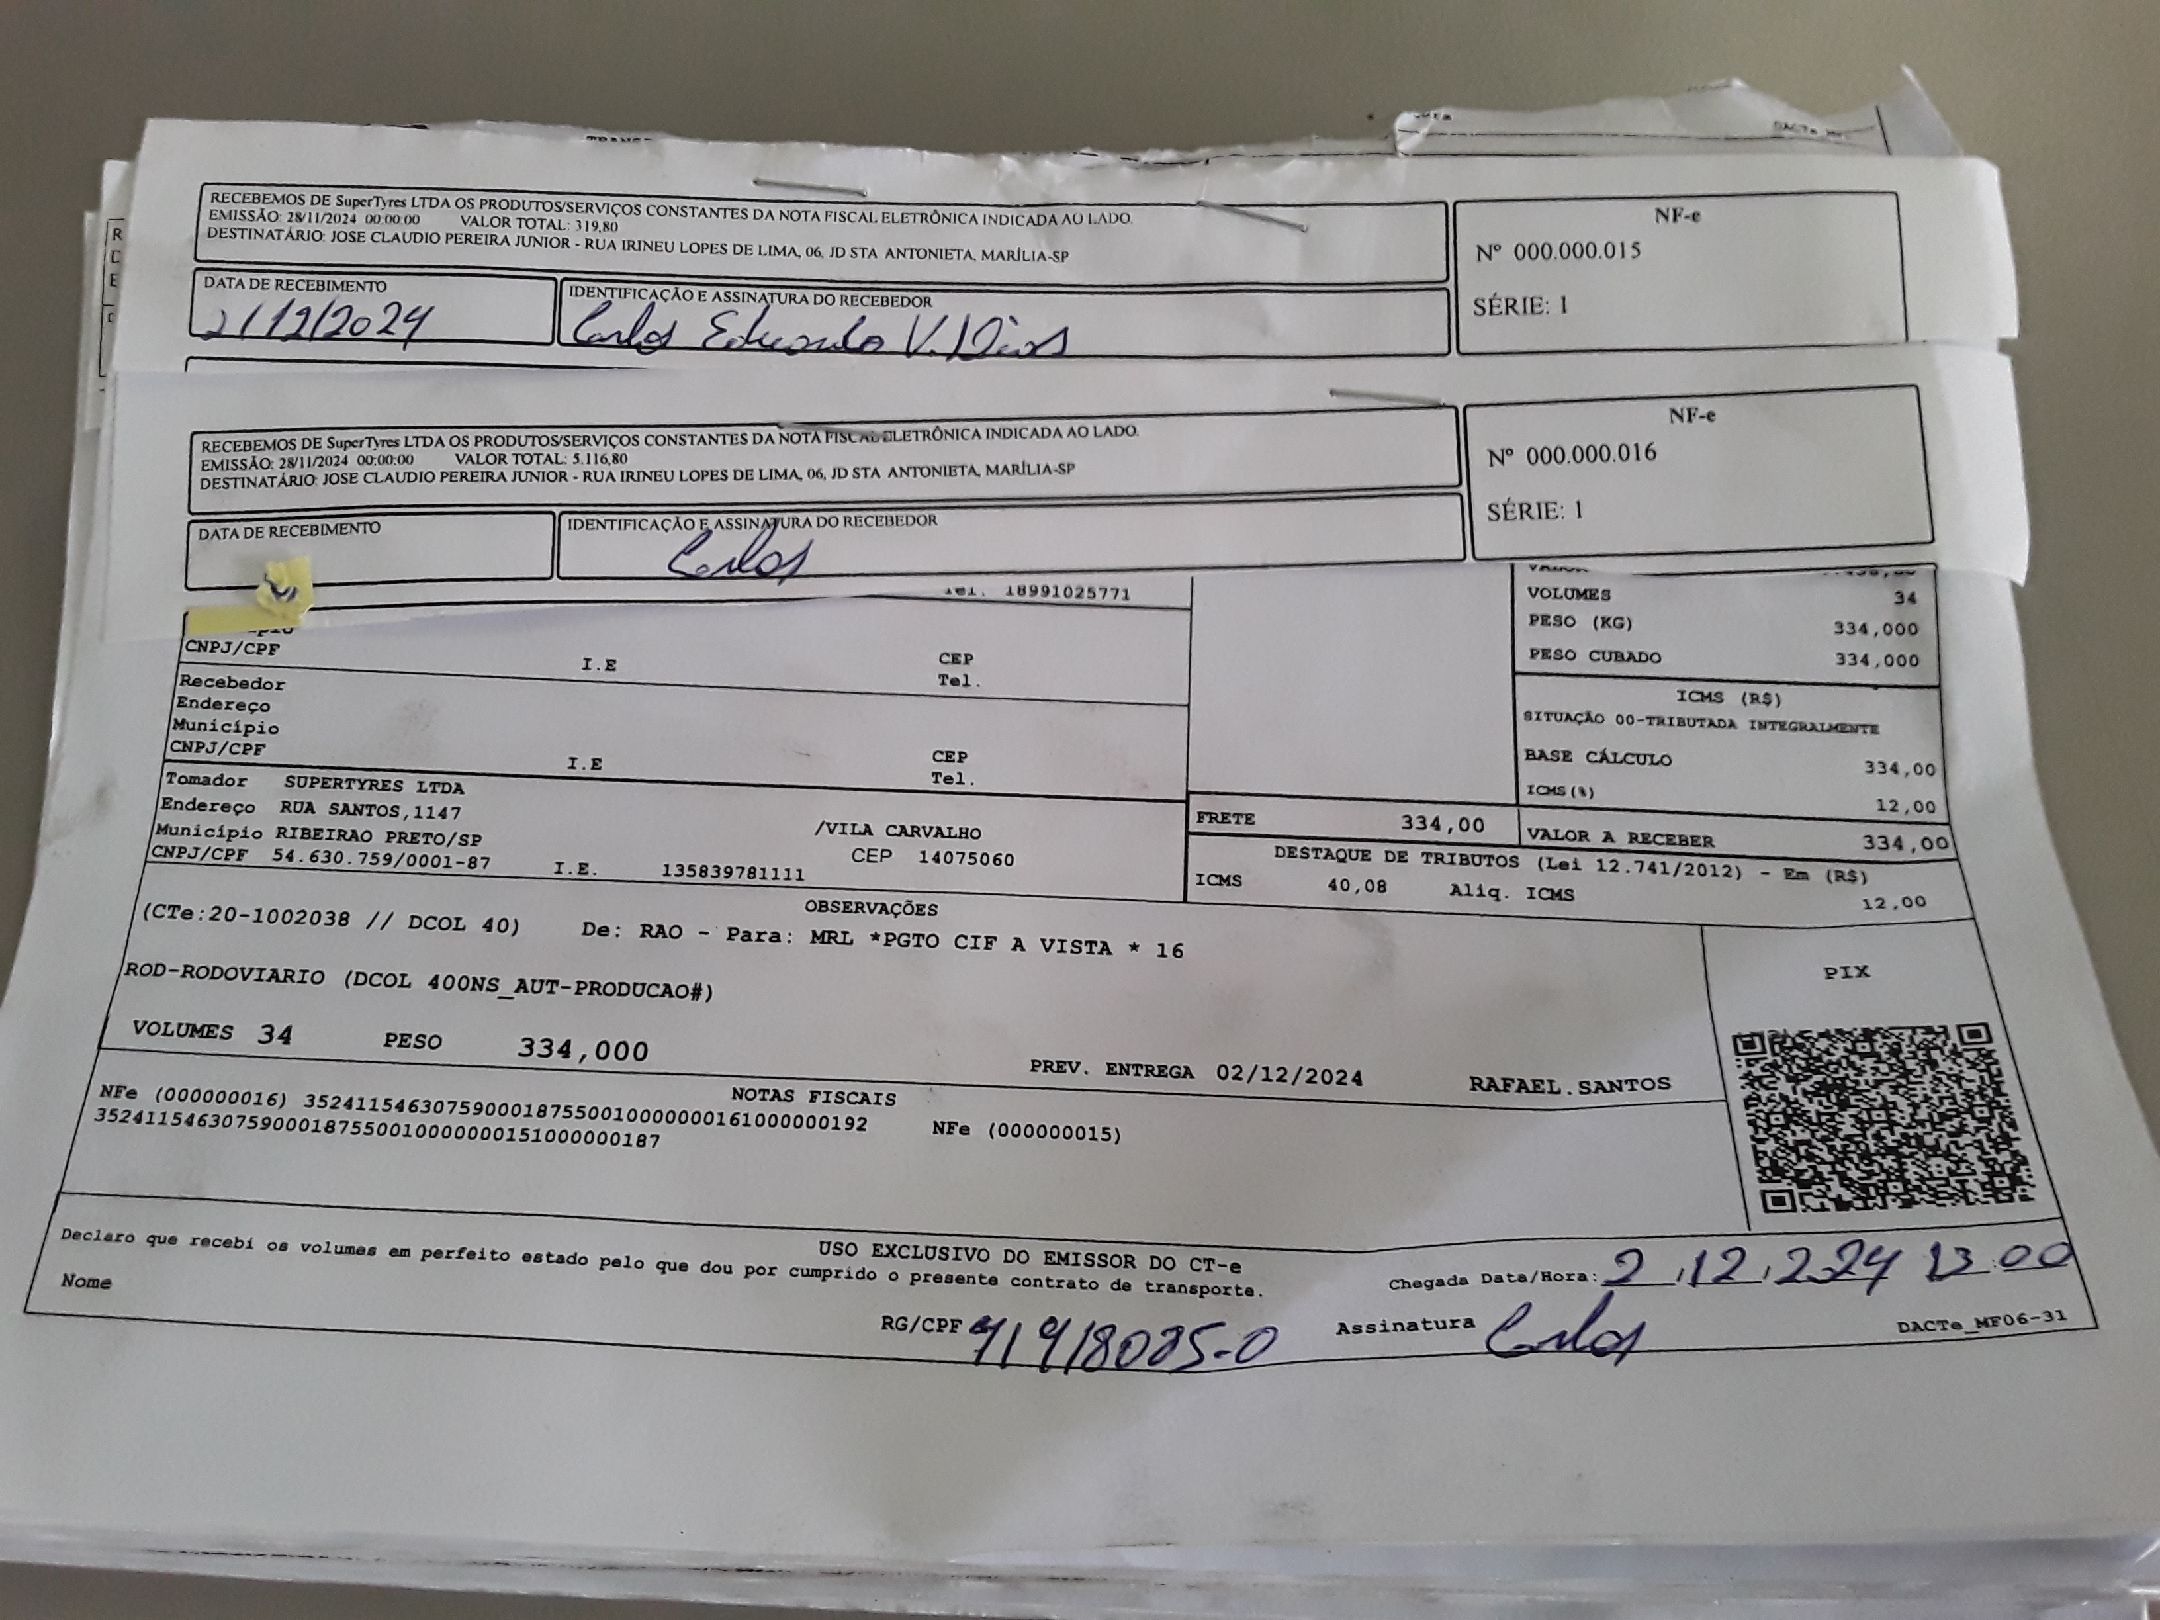 RECEBEMOS DE SuperTyres LTDA OS PRODUTOS/SERVIÇOS CONSTANTES DA NOTA FISCAL ELETRÔNICA INDICADA AO LADO.
EMISSÃO: 28/11/2024 00:00:00 VALOR TOTAL: 319,80
DESTINATÁRIO: JOSE CLAUDIO PEREIRA JUNIOR - RUA IRINEU LOPES DE LIMA, 06, JD STA ANTONIETA, MARÍLIA-SP
NF-e
Nº 000.000.015
SÉRIE: 1
DATA DE RECEBIMENTO
2/12/2024
IDENTIFICAÇÃO E ASSINATURA DO RECEBEDOR
Carlos Eduardo V. Dias
RECEBEMOS DE SuperTyres LTDA OS PRODUTOS/SERVIÇOS CONSTANTES DA NOTA FISCAL ELETRÔNICA INDICADA AO LADO.
EMISSÃO: 28/11/2024 00:00:00 VALOR TOTAL: 5.116,80
DESTINATÁRIO: JOSE CLAUDIO PEREIRA JUNIOR - RUA IRINEU LOPES DE LIMA, 06, JD STA ANTONIETA, MARÍLIA-SP
NF-e
Nº 000.000.016
SÉRIE: 1
DATA DE RECEBIMENTO
IDENTIFICAÇÃO E ASSINATURA DO RECEBEDOR
Carlos
Tel. 18991025771
CNPJ/CPF I.E CEP
Tel.
Recebedor
Endereço
Município
CNPJ/CPF I.E CEP
Tel.
VOLUMES 34
PESO (KG) 334,000
PESO CUBADO 334,000
ICMS (R$)
SITUAÇÃO 00-TRIBUTADA INTEGRALMENTE
BASE CÁLCULO 334,00
ICMS(%) 12,00
Tomador SUPERTYRES LTDA
Endereço RUA SANTOS,1147 /VILA CARVALHO
Município RIBEIRAO PRETO/SP CEP 14075060
CNPJ/CPF 54.630.759/0001-87 I.E. 135839781111
FRETE 334,00 VALOR A RECEBER 334,00
DESTAQUE DE TRIBUTOS (Lei 12.741/2012) - Em (R$)
ICMS 40,08 Aliq. ICMS 12,00
OBSERVAÇÕES
(CTe:20-1002038 // DCOL 40) De: RAO - Para: MRL *PGTO CIF A VISTA * 16
ROD-RODOVIARIO (DCOL 400NS_AUT-PRODUCAO#)
PIX
VOLUMES 34 PESO 334,000 PREV. ENTREGA 02/12/2024 RAFAEL.SANTOS
NOTAS FISCAIS
NFe (000000016) 35241154630759000187550010000000161000000192 NFe (000000015)
35241154630759000187550010000000151000000187
USO EXCLUSIVO DO EMISSOR DO CT-e
Declaro que recebi os volumes em perfeito estado pelo que dou por cumprido o presente contrato de transporte.
Chegada Data/Hora: 2 12 2024 13:00
Nome RG/CPF 41918085-0 Assinatura Carlos DACTe_MF06-31